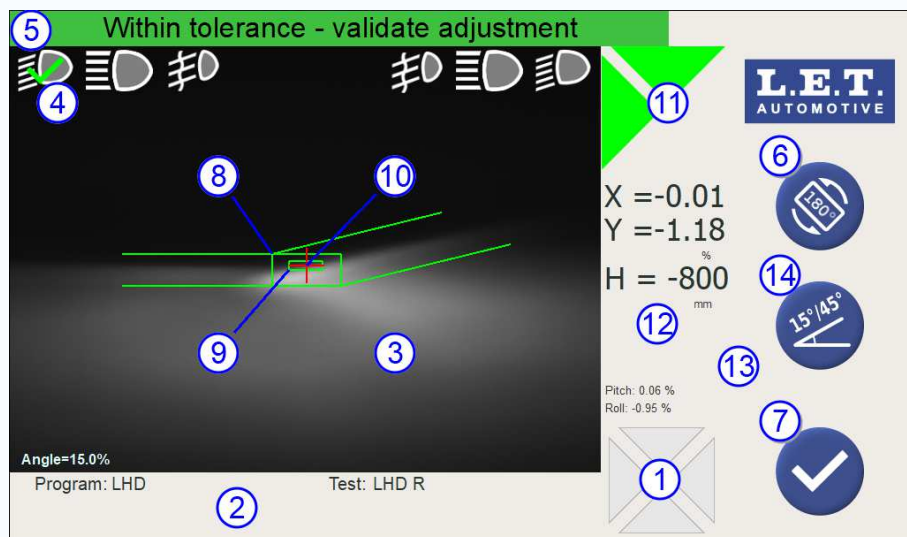 5
Within tolerance - validate adjustment
4
11
L.E.T.
AUTOMOTIVE
8
10
6
180°
X =-0.01
Y =-1.18
%
H = -800
mm
14
15°/45°
12
9
3
13
Pitch: 0.06 %
Roll: -0.95 %
7
Angle=15.0%
1
Program: LHD
Test: LHD R
2